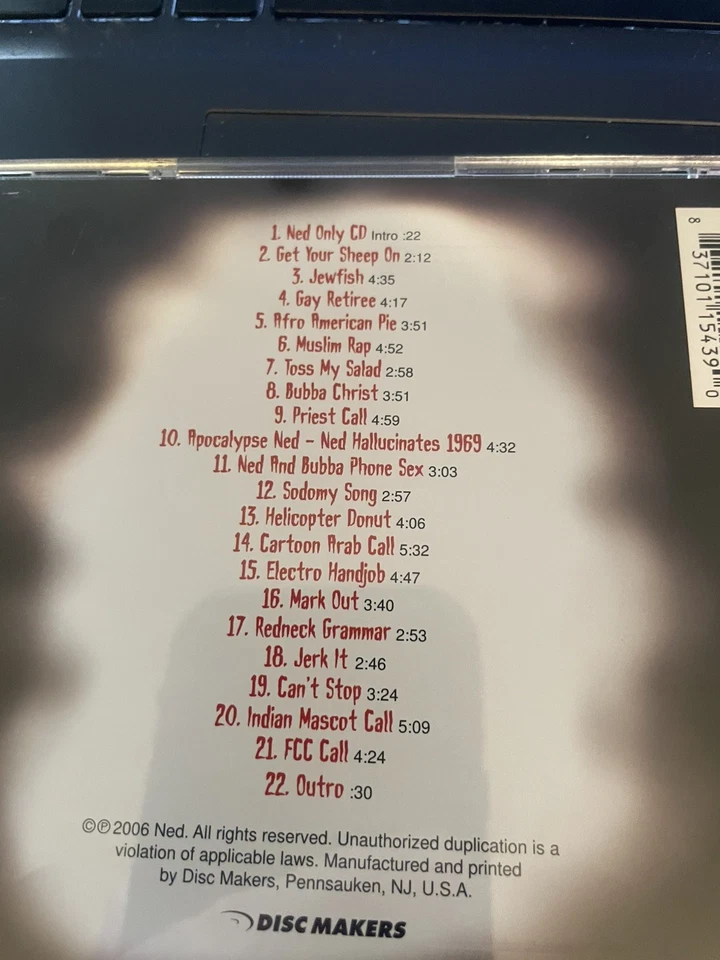 1. Ned Only CD Intro :22
2. Get Your Sheep On 2:12
3. Jewfish 4:35
4. Gay Retiree 4:17
5. Afro American Pie 3:51
6. Muslim Rap 4:52
7. Toss My Salad 2:58
8. Bubba Christ 3:51
9. Priest Call 4:59
10. Apocalypse Ned – Ned Hallucinates 1969 4:32
11. Ned And Bubba Phone Sex 3:03
12. Sodomy Song 2:57
13. Helicopter Donut 4:06
14. Cartoon Arab Call 5:32
15. Electro Handjob 4:47
16. Mark Out 3:40
17. Redneck Grammar 2:53
18. Jerk It 2:46
19. Can't Stop 3:24
20. Indian Mascot Call 5:09
21. FCC Call 4:24
22. Outro :30
©℗2006 Ned. All rights reserved. Unauthorized duplication is a
violation of applicable laws. Manufactured and printed
by Disc Makers, Pennsauken, NJ, U.S.A.
DISC MAKERS
8 37101 15439 0